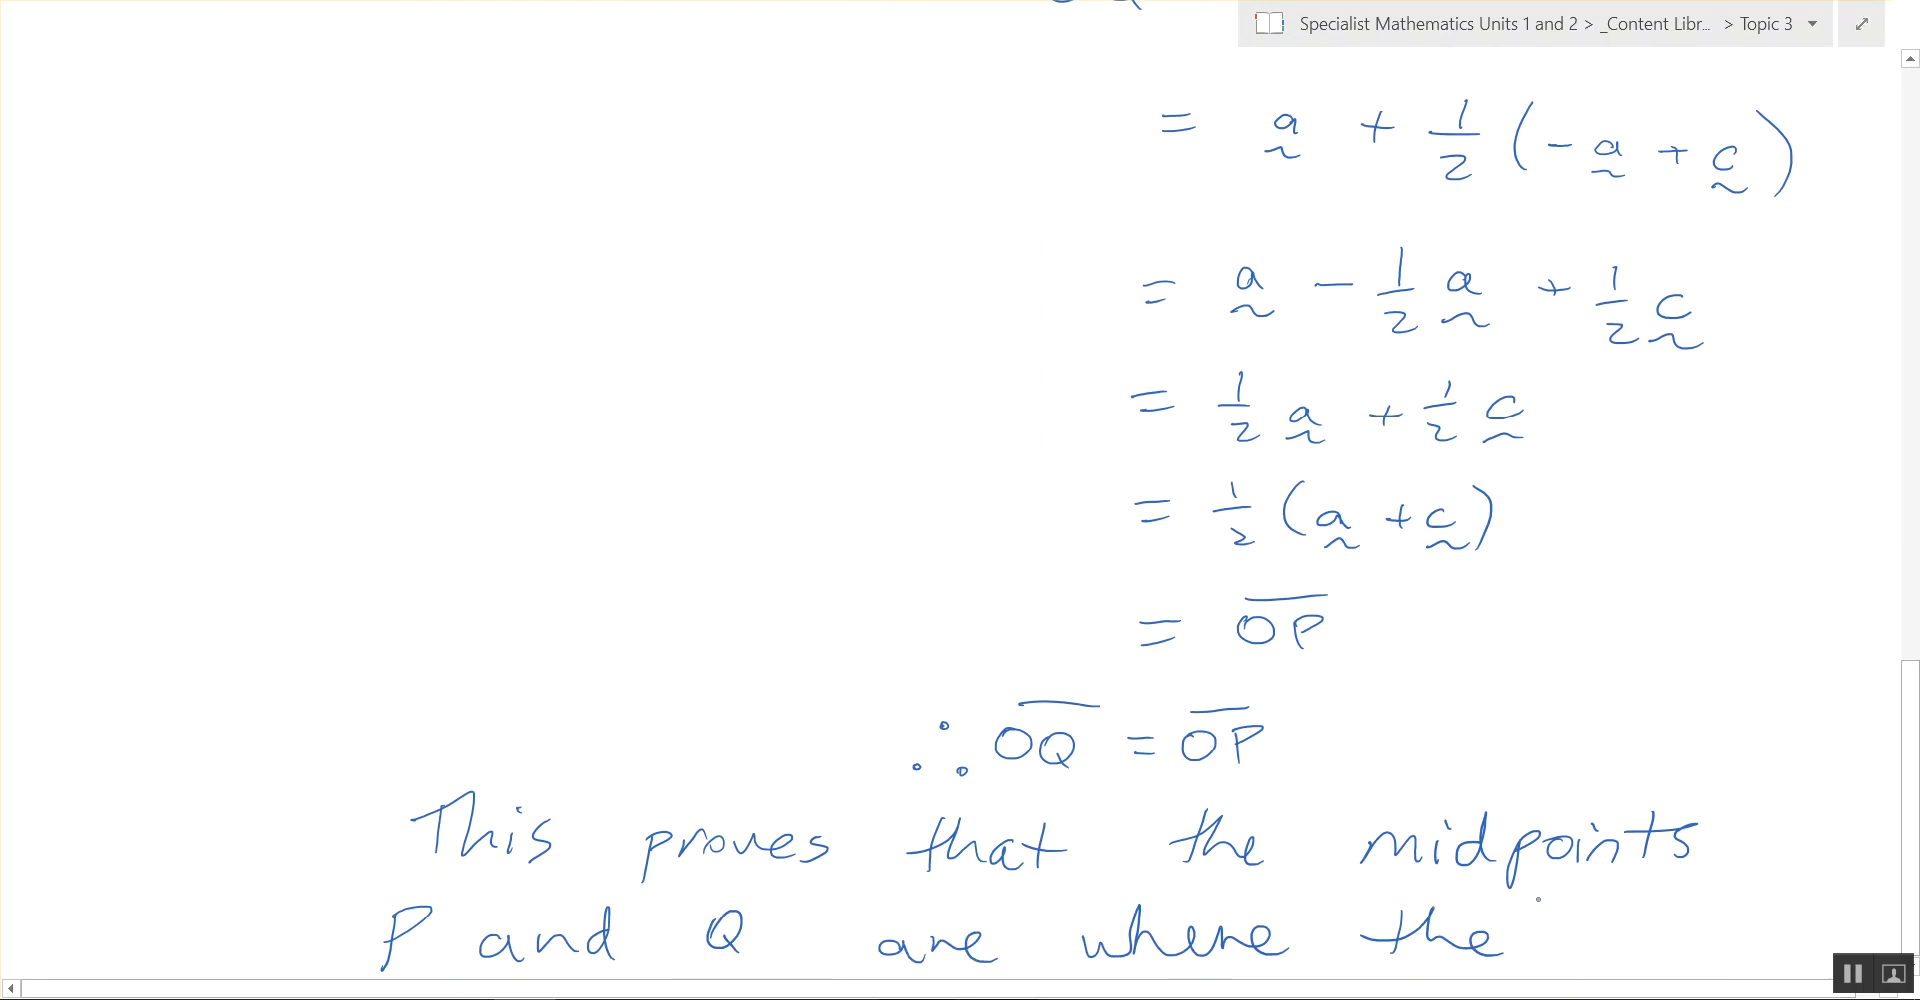 Specialist Mathematics Units 1 and 2 > _Content Libr... > Topic 3
= a + 1/2 (-a + c)
= a - 1/2 a + 1/2 c
= 1/2 a + 1/2 c
= 1/2 (a + c)
= OP
∴ OQ = OP
This proves that the midpoints
P and Q are where the